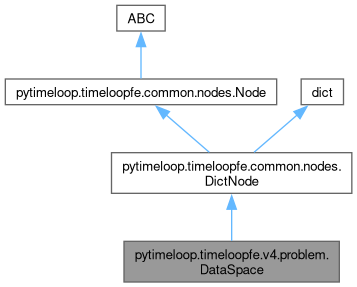 ABC
pytimeloop.timeloopfe.common.nodes.Node
dict
pytimeloop.timeloopfe.common.nodes.
DictNode
pytimeloop.timeloopfe.v4.problem.
DataSpace